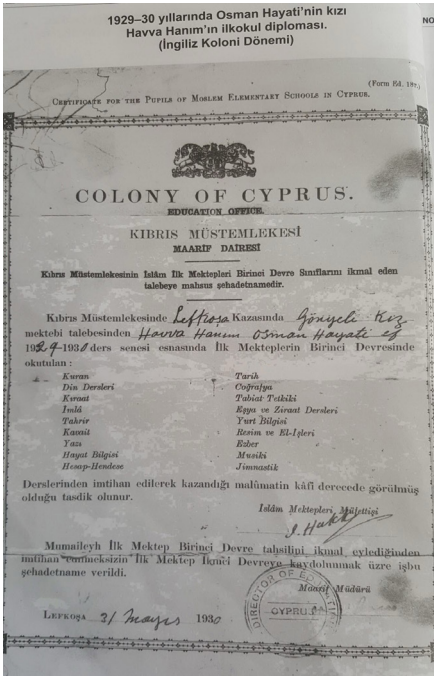 1929–30 yıllarında Osman Hayati'nin kızı
Havva Hanım'ın ilkokul diploması.
(İngiliz Koloni Dönemi)
NO
(Form Ed.
CERTIFICATE FOR THE PUPILS OF MOSLEM ELEMENTARY SCHOOLS IN CYPRUS.
COLONY OF CYPRUS.
EDUCATION OFFICE.
KIBRIS MÜSTEMLEKESİ
MAARİF DAİRESİ
Kıbrıs Müstemlekesinin İslâm İlk Mektepleri Birinci Devre Sınıflarını ikmal eden
talebeye mahsus şehadetnamedir.
Kıbrıs Müstemlekesinde Lefkoşa Kazasında Gönyeli Kız
mektebi talebesinden Havva Hanım Osman Hayati ef
1929-1930 ders senesi esnasında İlk Mekteplerin Birinci Devresinde
okutulan :
Kuran Tarih
Din Dersleri Coğrafya
Kıraat Tabiat Tetkiki
İmlâ Eşya ve Ziraat Dersleri
Tahrir Yurt Bilgisi
Kavait Resim ve El-İşleri
Yazı Ezber
Hayat Bilgisi Musiki
Hesap-Hendese Jimnastik
Derslerinden imtihan edilerek kazandığı malûmatın kâfi derecede görülmüş
olduğu tasdik olunur.
İslâm Mektepleri Müfettişi
I. Hakkı
Mumaileyh İlk Mektep Birinci Devre tahsilini ikmal eylediğinden
imtihan edilmeksizin İlk Mektep İkinci Devreye kaydolunmak üzre işbu
şehadetname verildi.
Maarif Müdürü
DIRECTOR OF EDUCATION
CYPRUS
LEFKOŞA 31 Mayıs 1930